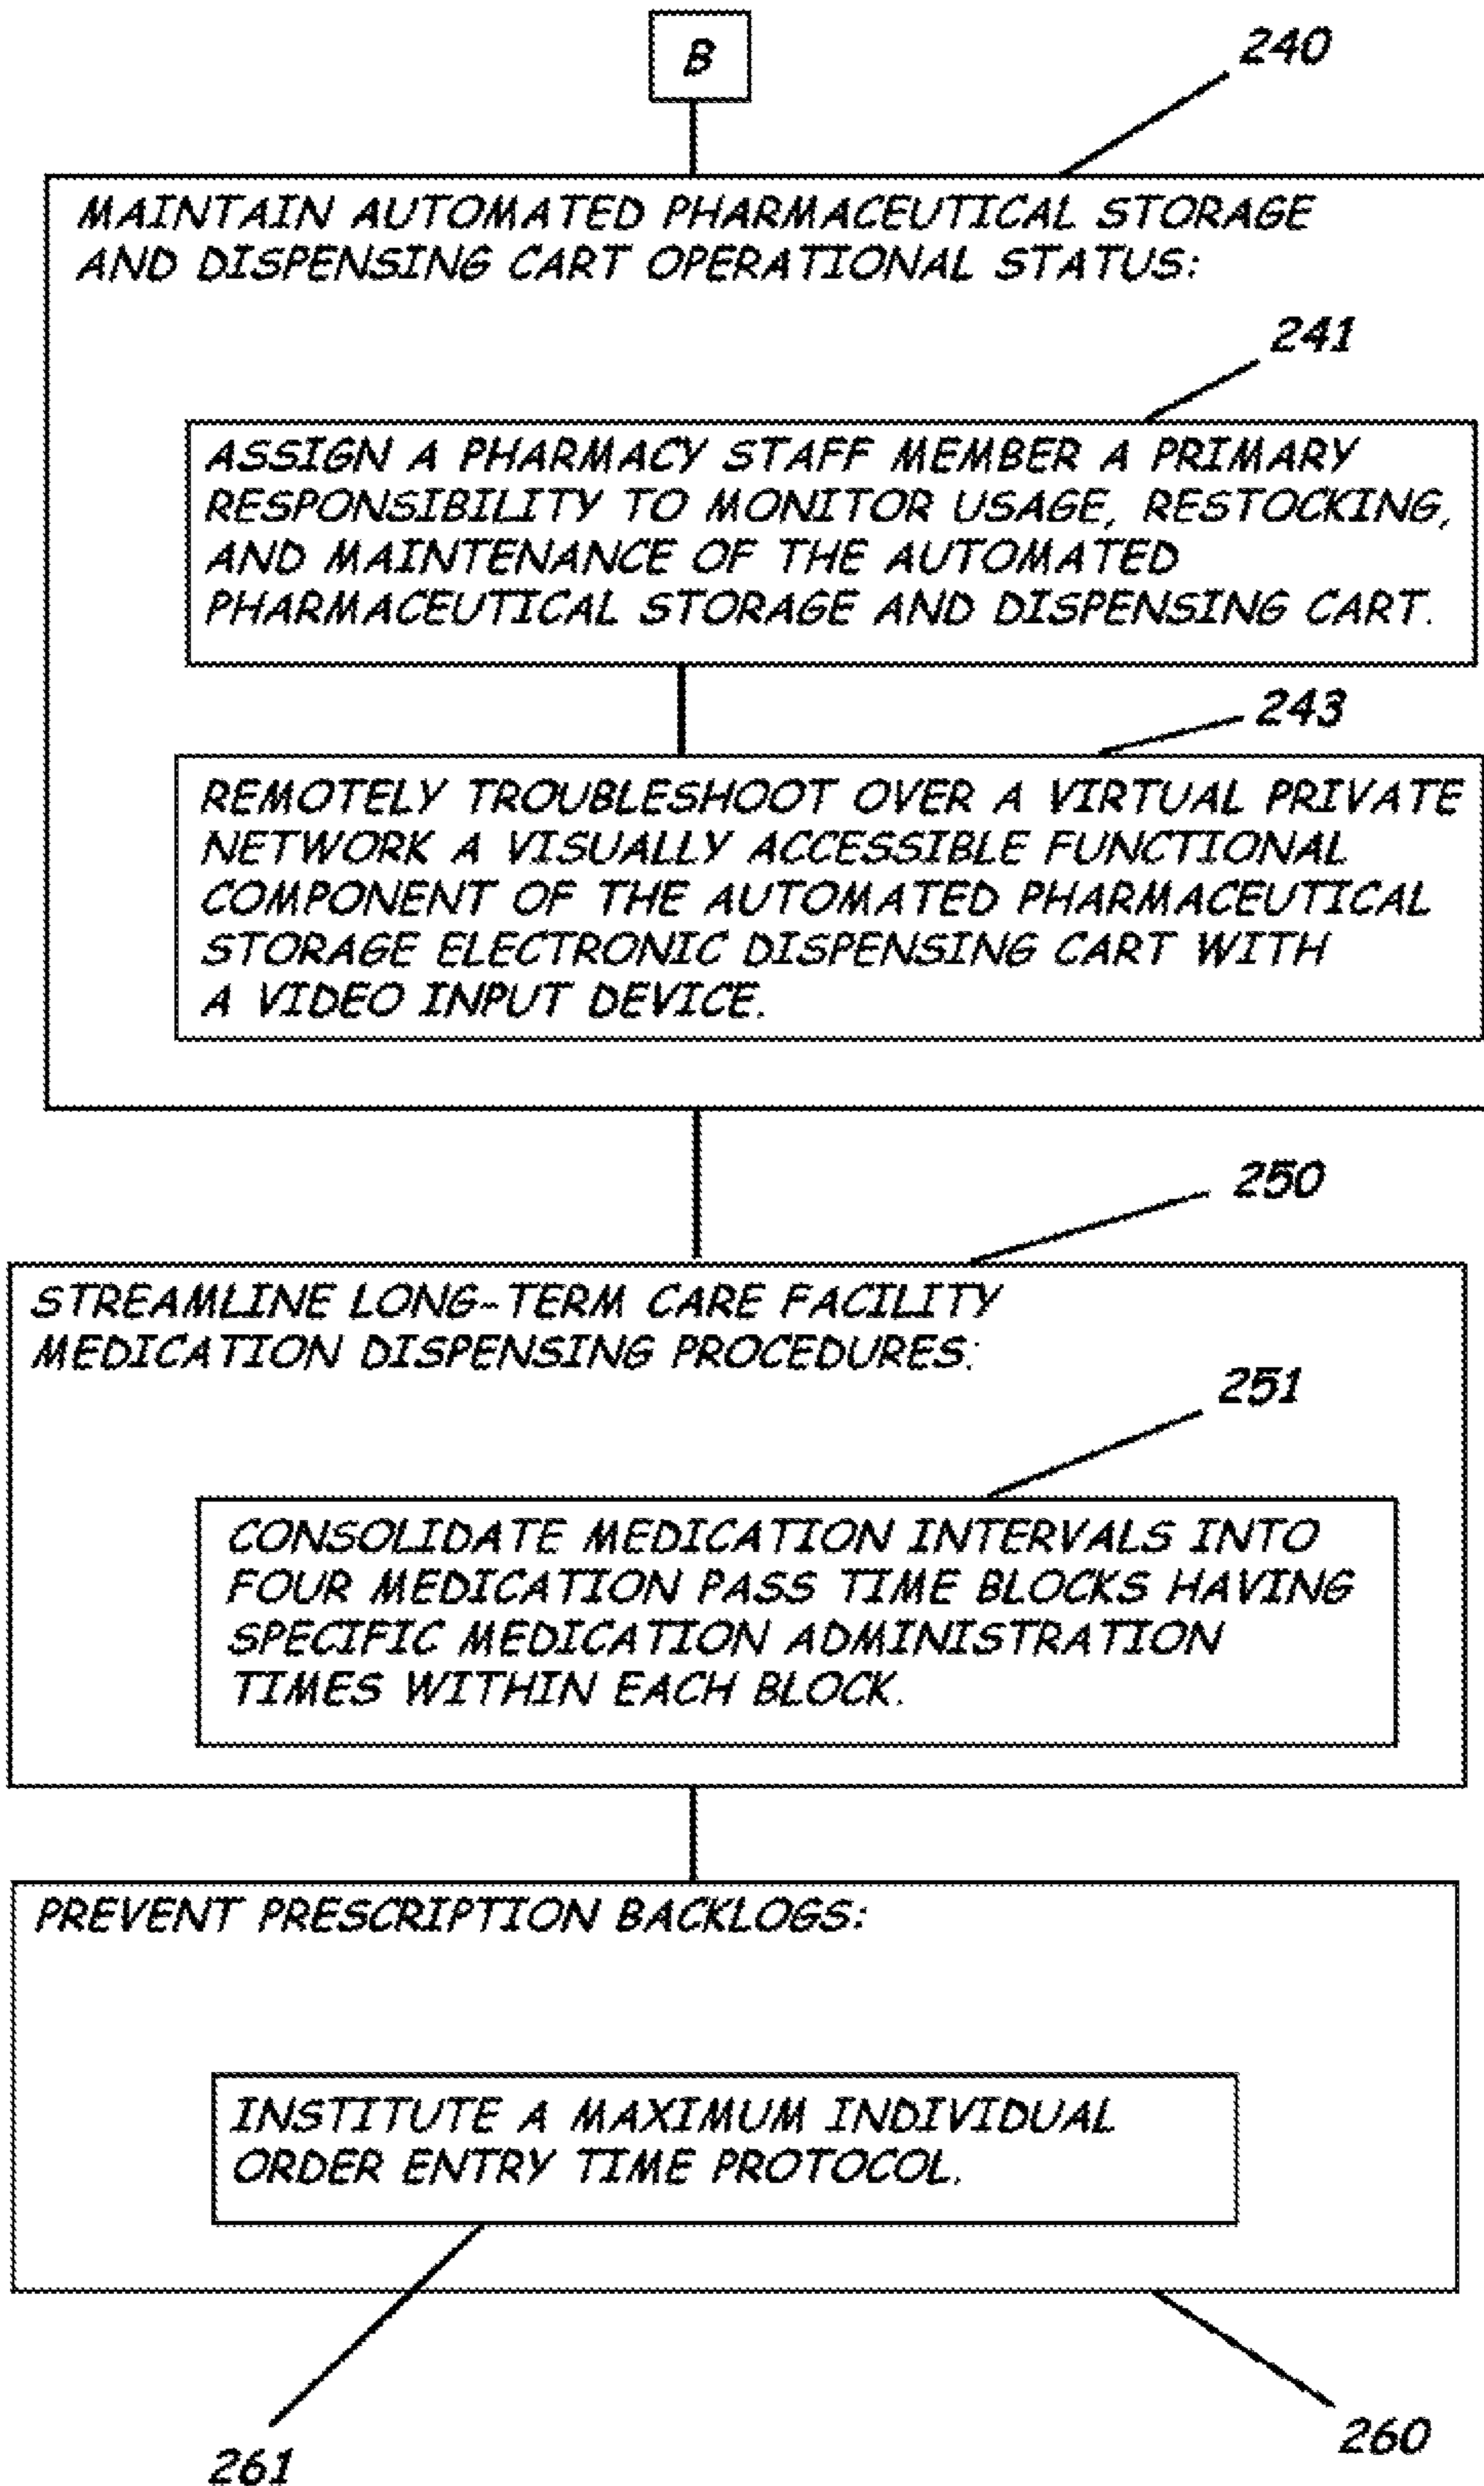 B
240
MAINTAIN AUTOMATED PHARMACEUTICAL STORAGE
AND DISPENSING CART OPERATIONAL STATUS:
241
ASSIGN A PHARMACY STAFF MEMBER A PRIMARY
RESPONSIBILITY TO MONITOR USAGE, RESTOCKING,
AND MAINTENANCE OF THE AUTOMATED
PHARMACEUTICAL STORAGE AND DISPENSING CART.
243
REMOTELY TROUBLESHOOT OVER A VIRTUAL PRIVATE
NETWORK A VISUALLY ACCESSIBLE FUNCTIONAL
COMPONENT OF THE AUTOMATED PHARMACEUTICAL
STORAGE ELECTRONIC DISPENSING CART WITH
A VIDEO INPUT DEVICE.
250
STREAMLINE LONG-TERM CARE FACILITY
MEDICATION DISPENSING PROCEDURES:
251
CONSOLIDATE MEDICATION INTERVALS INTO
FOUR MEDICATION PASS TIME BLOCKS HAVING
SPECIFIC MEDICATION ADMINISTRATION
TIMES WITHIN EACH BLOCK.
PREVENT PRESCRIPTION BACKLOGS:
INSTITUTE A MAXIMUM INDIVIDUAL
ORDER ENTRY TIME PROTOCOL.
261
260